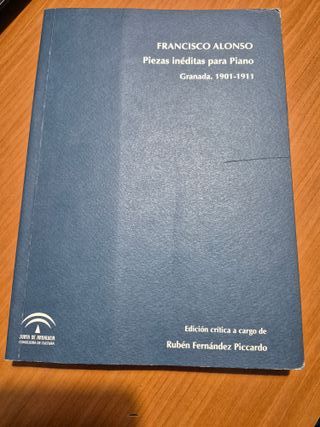 FRANCISCO ALONSO
Piezas inéditas para Piano
Granada, 1901-1911
Edición crítica a cargo de
Rubén Fernández Piccardo
JUNTA DE ANDALUCIA
CONSEJERÍA DE CULTURA